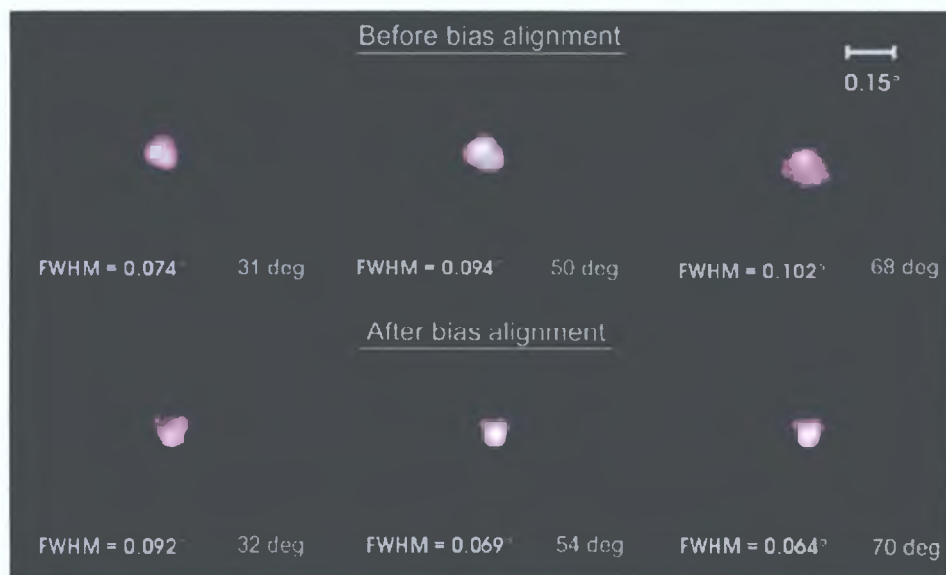 Before bias alignment
0.15°
FWHM = 0.074° 31 deg FWHM = 0.094° 50 deg FWHM = 0.102° 68 deg
After bias alignment
FWHM = 0.092° 32 deg FWHM = 0.069° 54 deg FWHM = 0.064° 70 deg